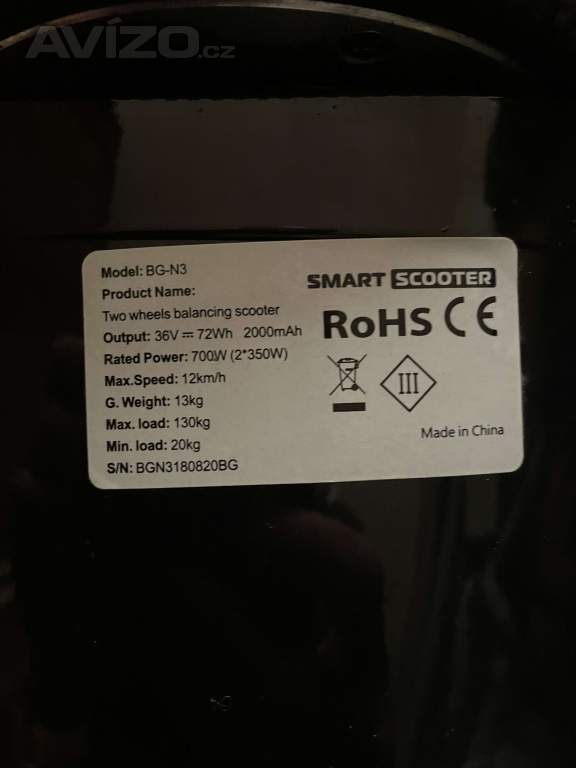 AVÍZO.cz
Model: BG-N3
Product Name:
Two wheels balancing scooter
Output: 36V ⎓ 72Wh 2000mAh
Rated Power: 700W (2*350W)
Max.Speed: 12km/h
G. Weight: 13kg
Max. load: 130kg
Min. load: 20kg
S/N: BGN3180820BG
SMART SCOOTER
RoHS CE
III
Made in China